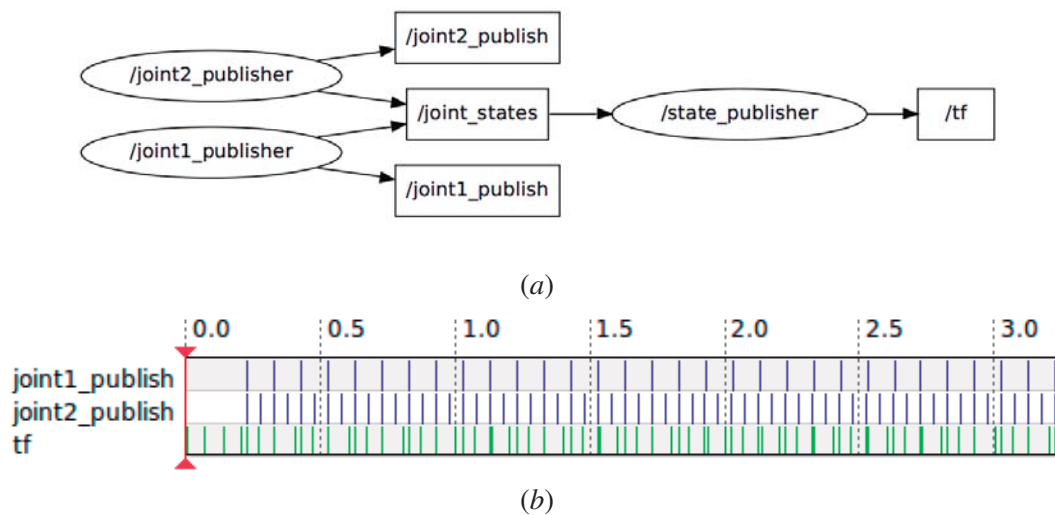 /joint2_publish
/joint2_publisher
/joint_states
/state_publisher
/tf
/joint1_publisher
/joint1_publish
(a)
0.0 0.5 1.0 1.5 2.0 2.5 3.0
joint1_publish
joint2_publish
tf
(b)